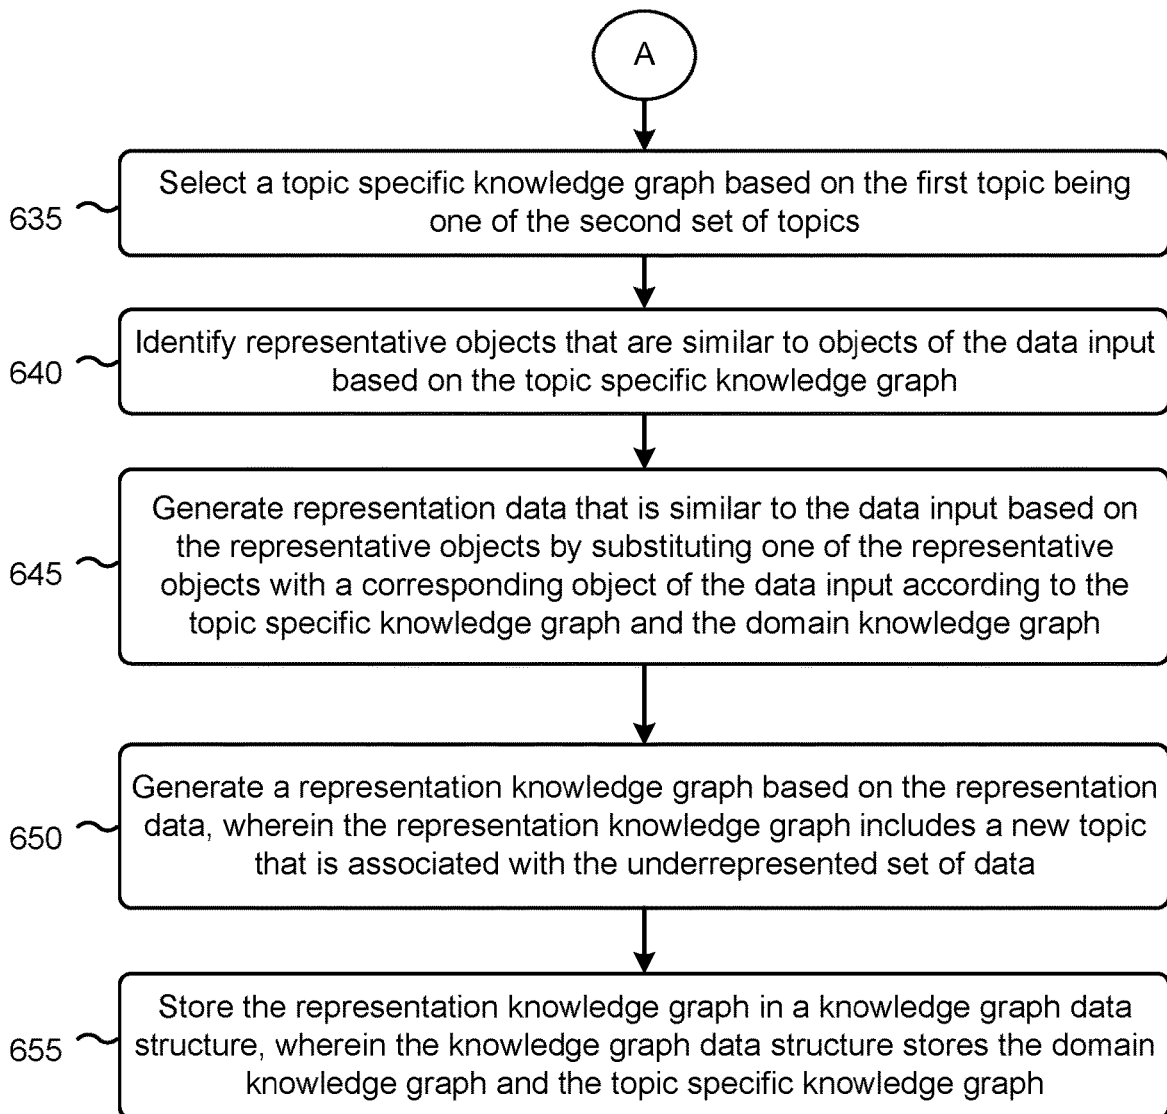 A
Select a topic specific knowledge graph based on the first topic being
one of the second set of topics
635
Identify representative objects that are similar to objects of the data input
based on the topic specific knowledge graph
640
Generate representation data that is similar to the data input based on
the representative objects by substituting one of the representative
objects with a corresponding object of the data input according to the
topic specific knowledge graph and the domain knowledge graph
645
Generate a representation knowledge graph based on the representation
data, wherein the representation knowledge graph includes a new topic
that is associated with the underrepresented set of data
650
Store the representation knowledge graph in a knowledge graph data
structure, wherein the knowledge graph data structure stores the domain
knowledge graph and the topic specific knowledge graph
655